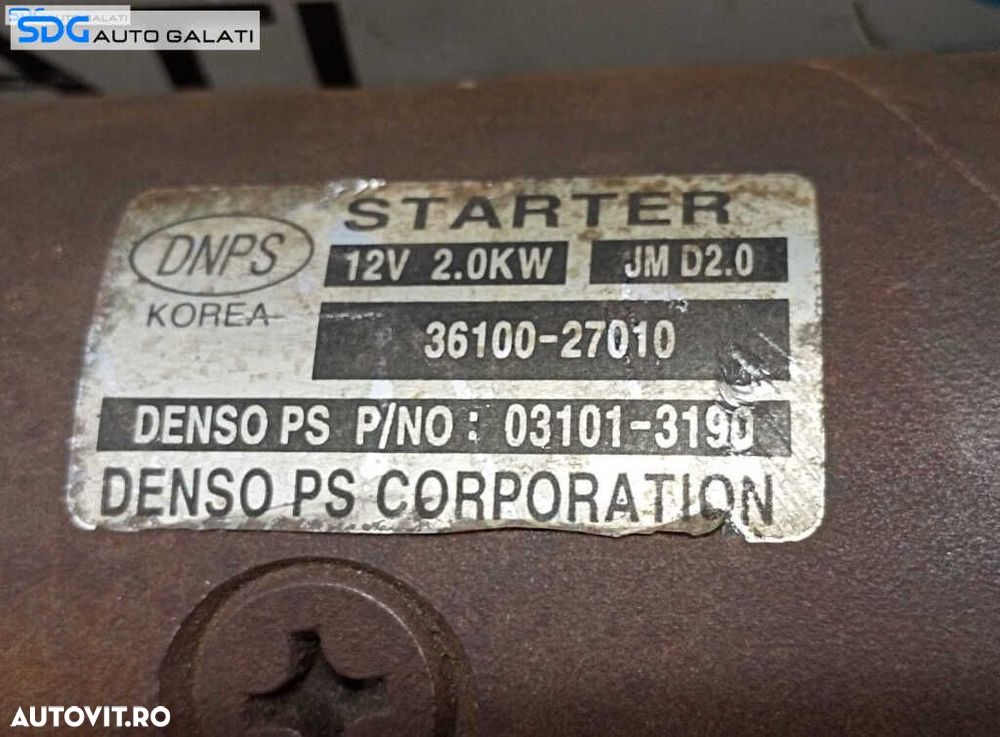 SDG AUTO GALATI
STARTER
DNPS
12V 2.0KW JM D2.0
KOREA
36100-27010
DENSO PS P/NO: 03101-3190
DENSO PS CORPORATION
AUTOVIT.RO